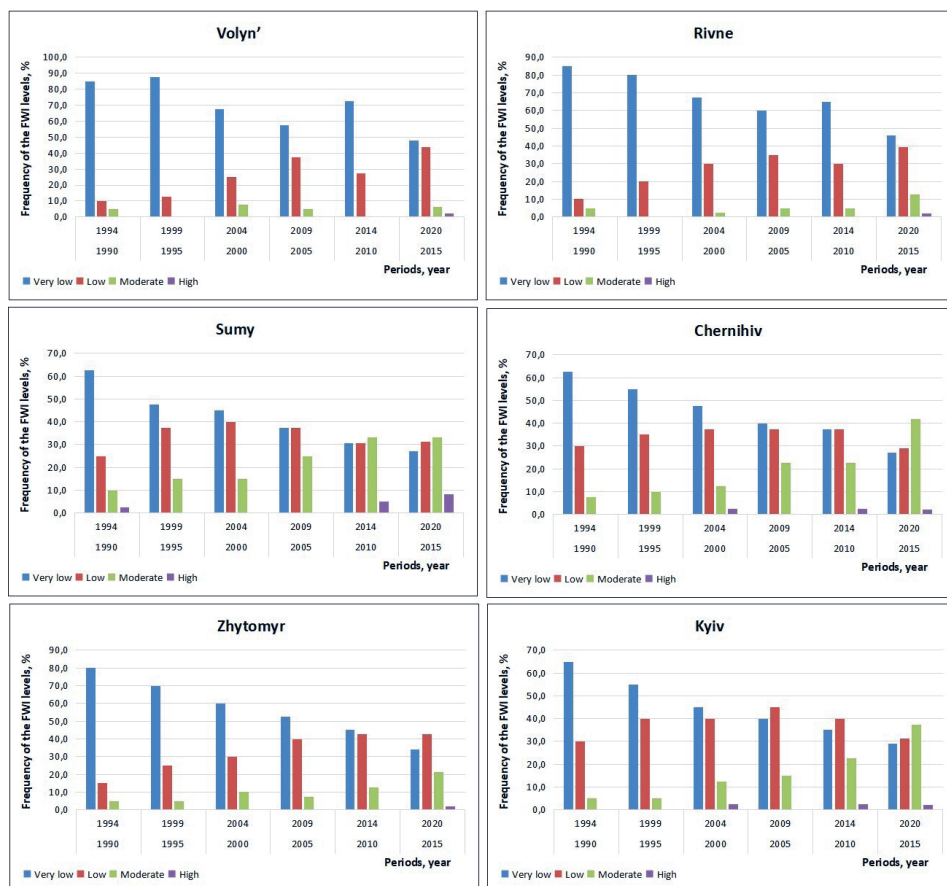 Volyn’
Frequency of the FWI levels, %
100,0
90,0
80,0
70,0
60,0
50,0
40,0
30,0
20,0
10,0
0,0
1994 1999 2004 2009 2014 2020
1990 1995 2000 2005 2010 2015
Periods, year
Very low Low Moderate High
Rivne
Frequency of the FWI levels, %
90,0
80,0
70,0
60,0
50,0
40,0
30,0
20,0
10,0
0,0
1994 1999 2004 2009 2014 2020
1990 1995 2000 2005 2010 2015
Periods, year
Very low Low Moderate High
Sumy
Frequency of the FWI levels, %
70,0
60,0
50,0
40,0
30,0
20,0
10,0
0,0
1994 1999 2004 2009 2014 2020
1990 1995 2000 2005 2010 2015
Periods, year
Very low Low Moderate High
Chernihiv
Frequency of the FWI levels, %
70,0
60,0
50,0
40,0
30,0
20,0
10,0
0,0
1994 1999 2004 2009 2014 2020
1990 1995 2000 2005 2010 2015
Periods, year
Very low Low Moderate High
Zhytomyr
Frequency of the FWI levels, %
90,0
80,0
70,0
60,0
50,0
40,0
30,0
20,0
10,0
0,0
1994 1999 2004 2009 2014 2020
1990 1995 2000 2005 2010 2015
Periods, year
Very low Low Moderate High
Kyiv
Frequency of the FWI levels, %
70,0
60,0
50,0
40,0
30,0
20,0
10,0
0,0
1994 1999 2004 2009 2014 2020
1990 1995 2000 2005 2010 2015
Periods, year
Very low Low Moderate High